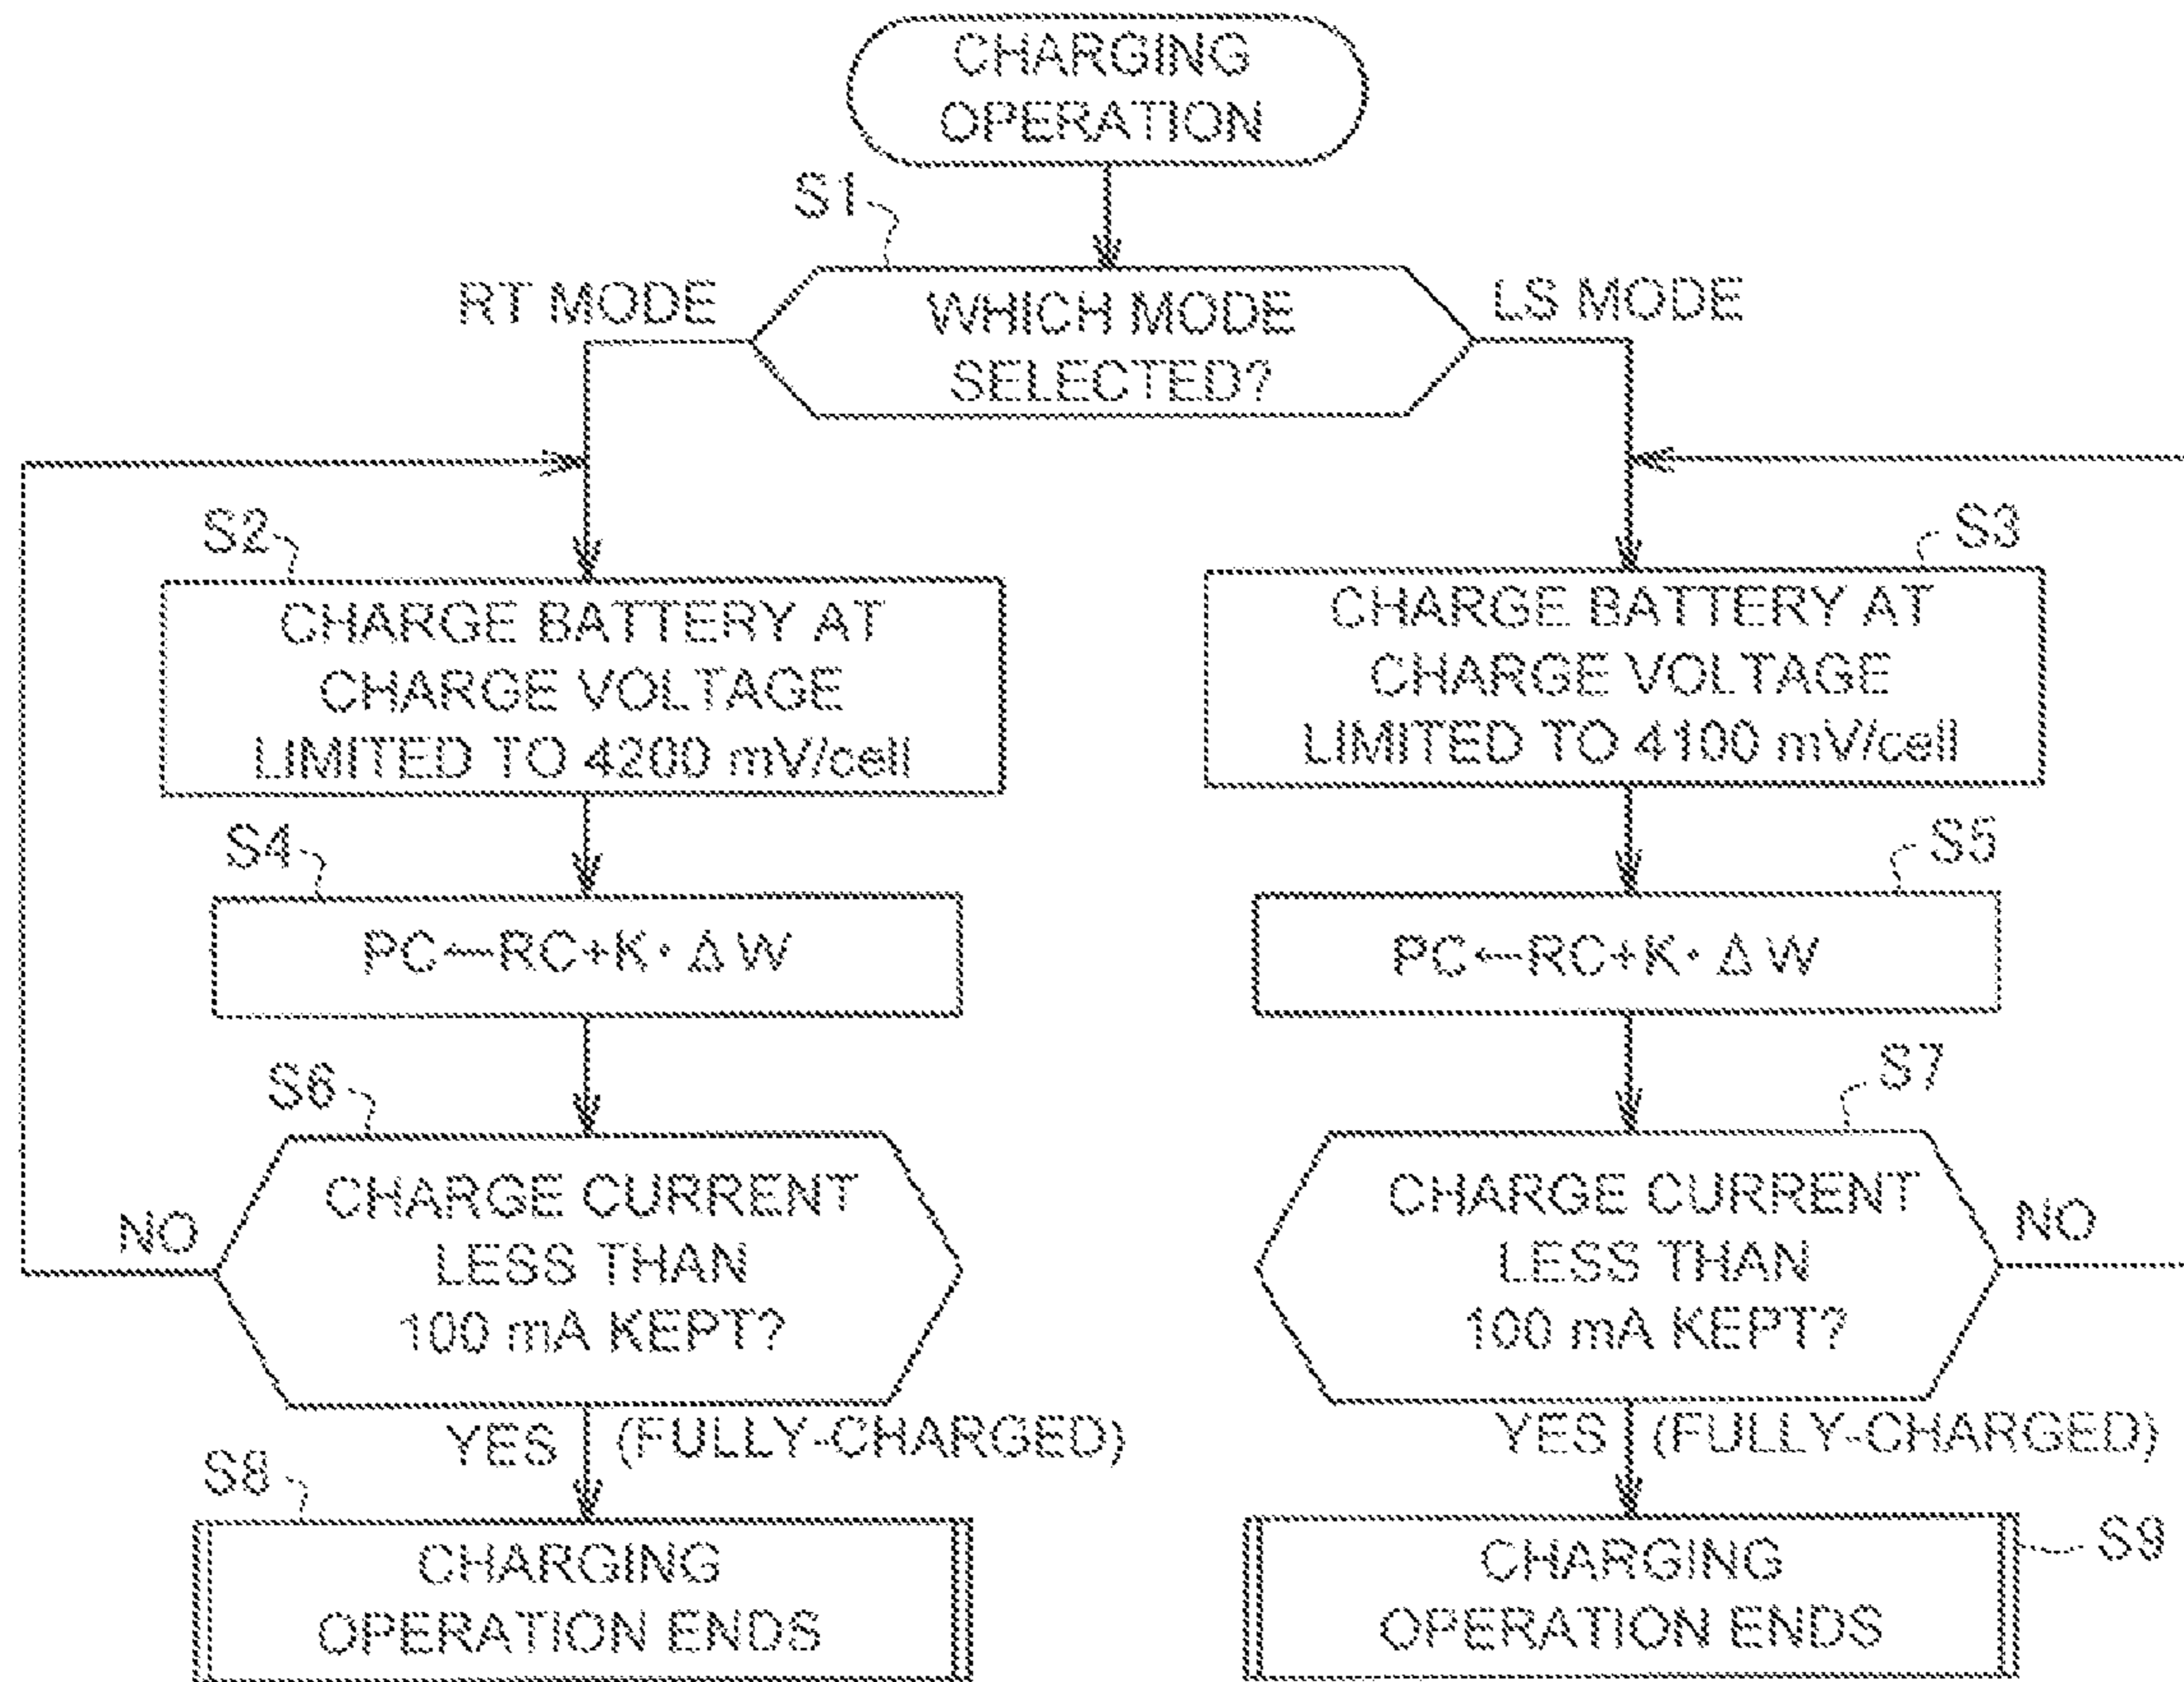 CHARGING
OPERATION
S1
RT MODE
WHICH MODE
SELECTED?
LS MODE
S2
CHARGE BATTERY AT
CHARGE VOLTAGE
LIMITED TO 4200 mV/cell
S3
CHARGE BATTERY AT
CHARGE VOLTAGE
LIMITED TO 4100 mV/cell
S4
PC←RC+K・ΔW
S5
PC←RC+K・ΔW
S6
CHARGE CURRENT
LESS THAN
100 mA KEPT?
NO
S7
CHARGE CURRENT
LESS THAN
100 mA KEPT?
NO
YES (FULLY-CHARGED)
YES (FULLY-CHARGED)
S8
CHARGING
OPERATION ENDS
S9
CHARGING
OPERATION ENDS